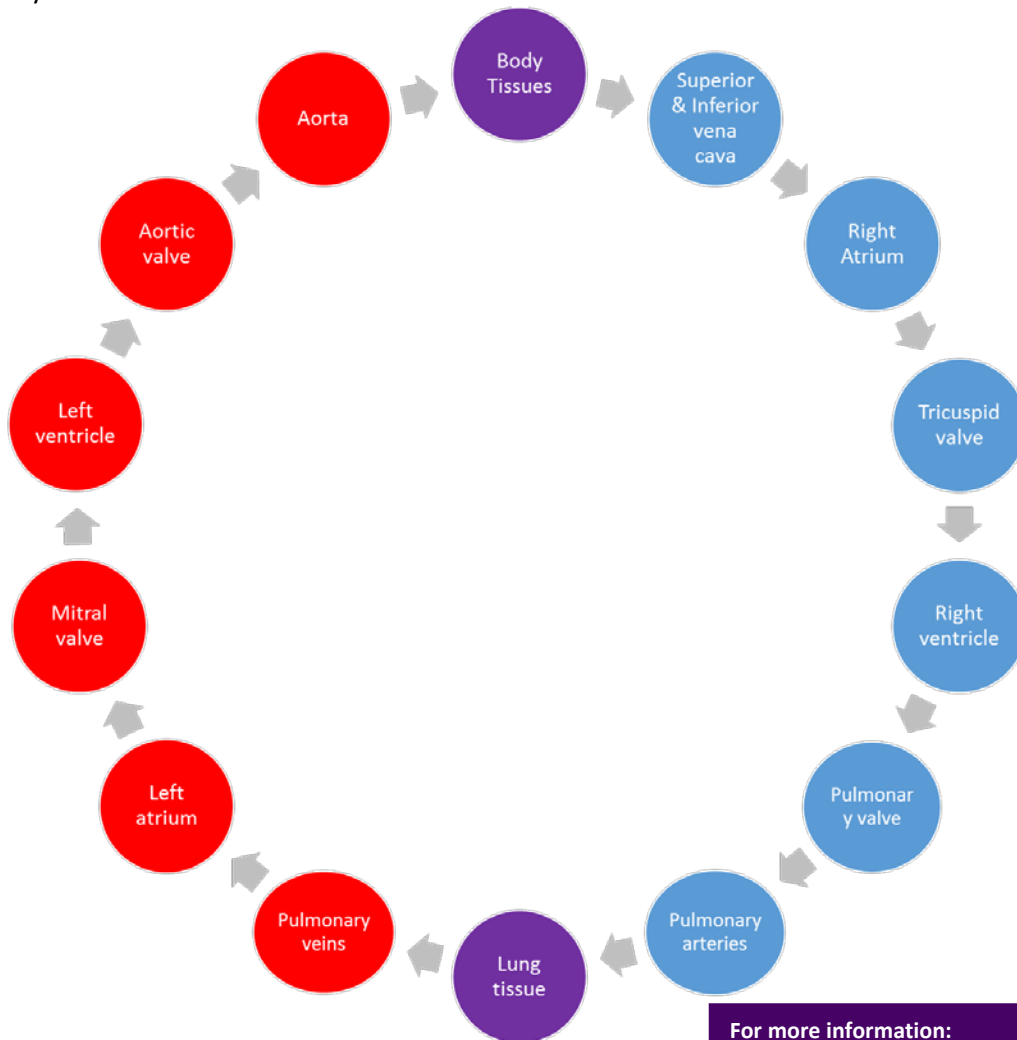 Body
Tissues
Superior
& Inferior
vena
cava
Right
Atrium
Tricuspid
valve
Right
ventricle
Pulmonar
y valve
Pulmonary
arteries
Lung
tissue
Pulmonary
veins
Left
atrium
Mitral
valve
Left
ventricle
Aortic
valve
Aorta
For more information: